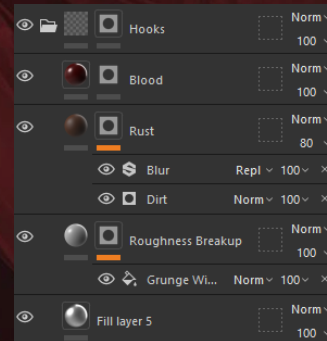 Norm
Hooks
100
Norm
Blood
100
Norm
Rust
80
Blur Repl 100 ×
Dirt Norm 100 ×
Norm
Roughness Breakup
100
Grunge Wi... Norm 100 ×
Norm
Fill layer 5
100